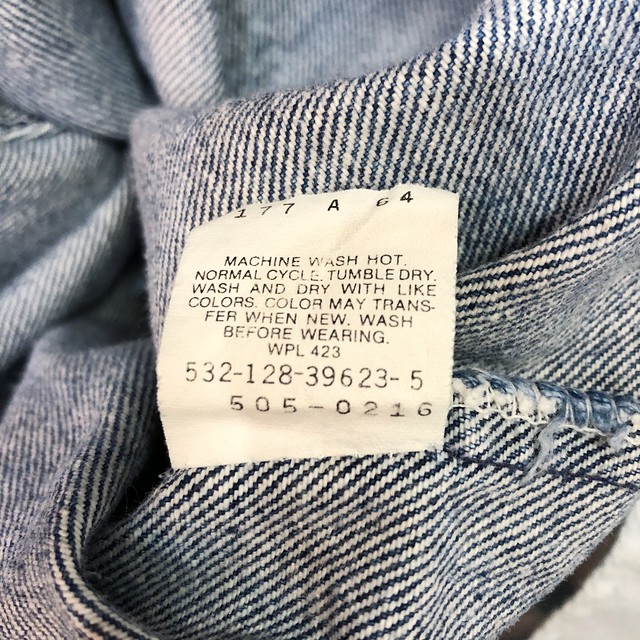 177 A 64
MACHINE WASH HOT.
NORMAL CYCLE. TUMBLE DRY.
WASH AND DRY WITH LIKE
COLORS. COLOR MAY TRANS-
FER WHEN NEW. WASH
BEFORE WEARING.
WPL 423
532-128-39623-5
505-0216